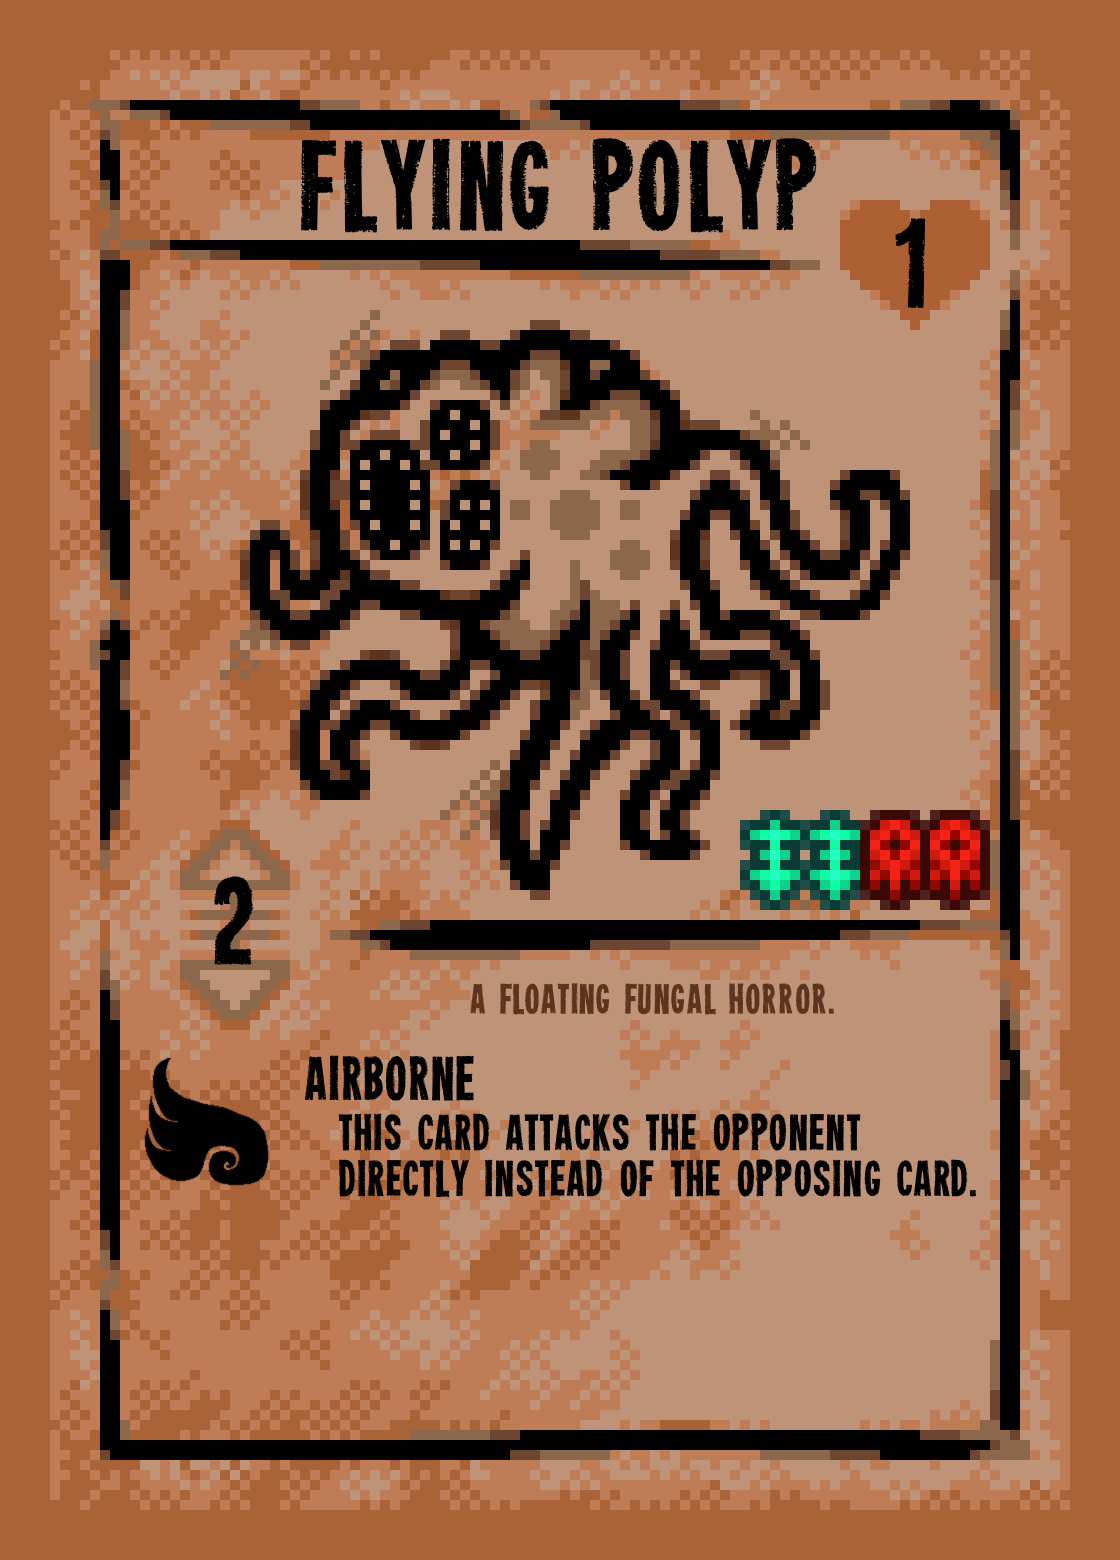 FLYING POLYP
1
2
A FLOATING FUNGAL HORROR.
AIRBORNE
THIS CARD ATTACKS THE OPPONENT
DIRECTLY INSTEAD OF THE OPPOSING CARD.